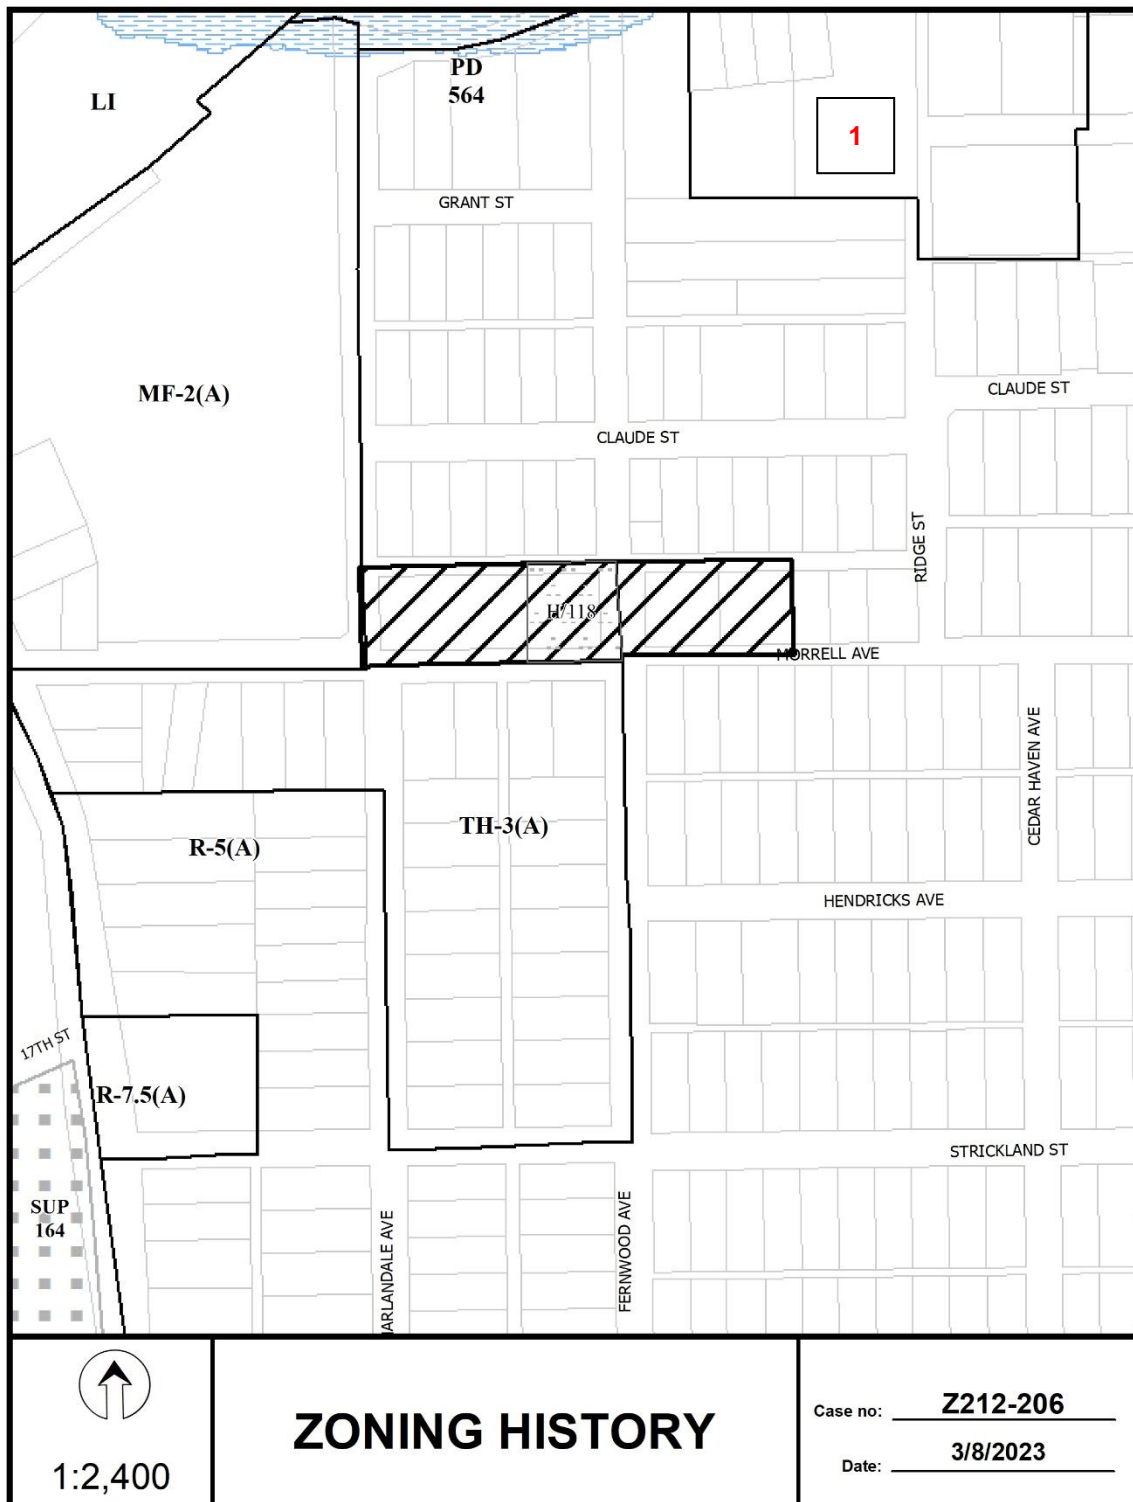 PD
564
LI
1
GRANT ST
MF-2(A)
CLAUDE ST
CLAUDE ST
RIDGE ST
H/118
MORRELL AVE
CEDAR HAVEN AVE
TH-3(A)
R-5(A)
HENDRICKS AVE
17TH ST
R-7.5(A)
STRICKLAND ST
SUP
164
ARLANDALE AVE
FERNWOOD AVE
1:2,400
ZONING HISTORY
Case no: Z212-206
Date: 3/8/2023